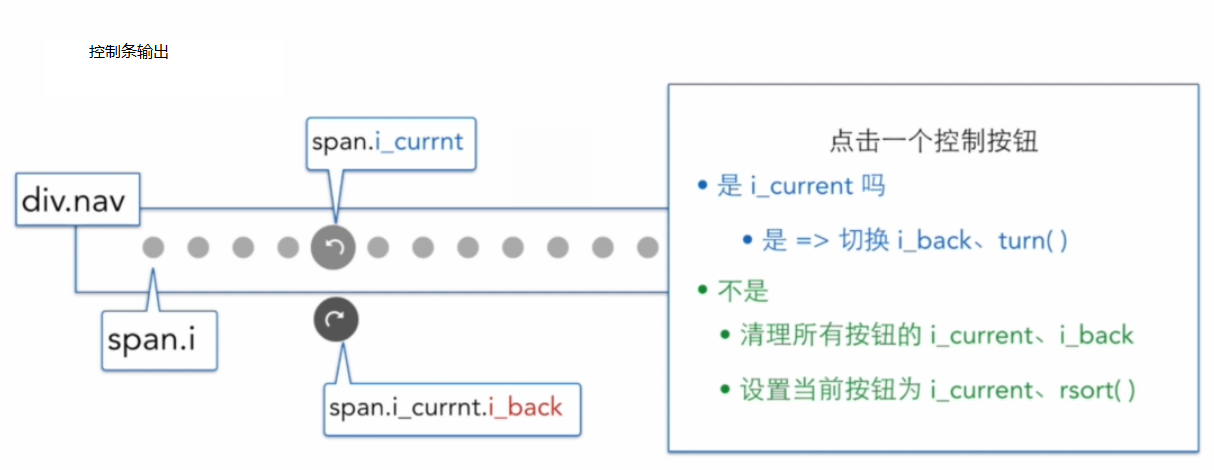 控制条输出
span.i_currnt
div.nav
span.i
span.i_currnt.i_back
点击一个控制按钮
• 是 i_current 吗
• 是 => 切换 i_back、turn( )
• 不是
• 清理所有按钮的 i_current、i_back
• 设置当前按钮为 i_current、rsort( )